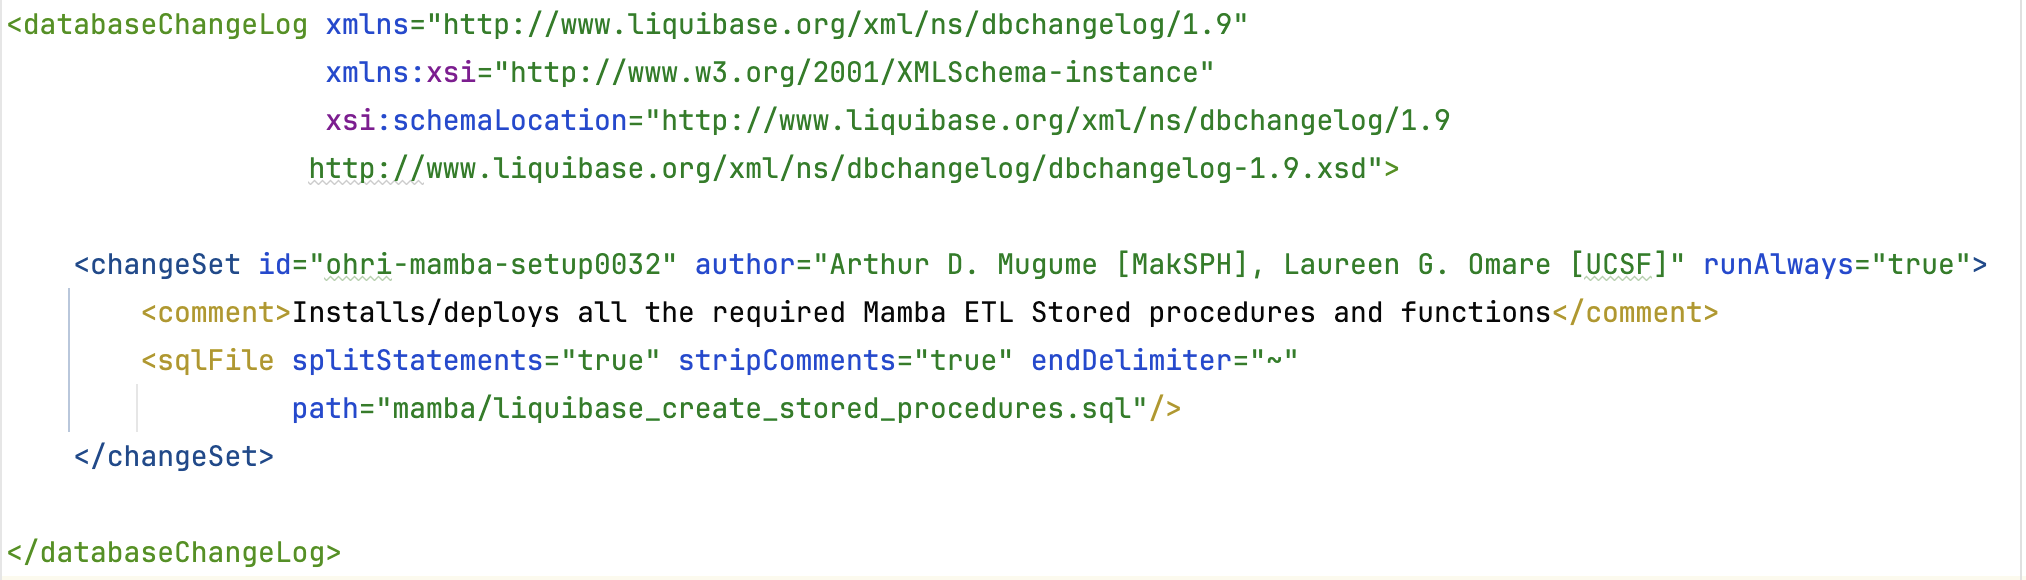 <databaseChangeLog xmlns="http://www.liquibase.org/xml/ns/dbchangelog/1.9"
xmlns:xsi="http://www.w3.org/2001/XMLSchema-instance"
xsi:schemaLocation="http://www.liquibase.org/xml/ns/dbchangelog/1.9
http://www.liquibase.org/xml/ns/dbchangelog/dbchangelog-1.9.xsd">
<changeSet id="ohri-mamba-setup0032" author="Arthur D. Mugume [MakSPH], Laureen G. Omare [UCSF]" runAlways="true">
<comment>Installs/deploys all the required Mamba ETL Stored procedures and functions</comment>
<sqlFile splitStatements="true" stripComments="true" endDelimiter="~"
path="mamba/liquibase_create_stored_procedures.sql"/>
</changeSet>
</databaseChangeLog>